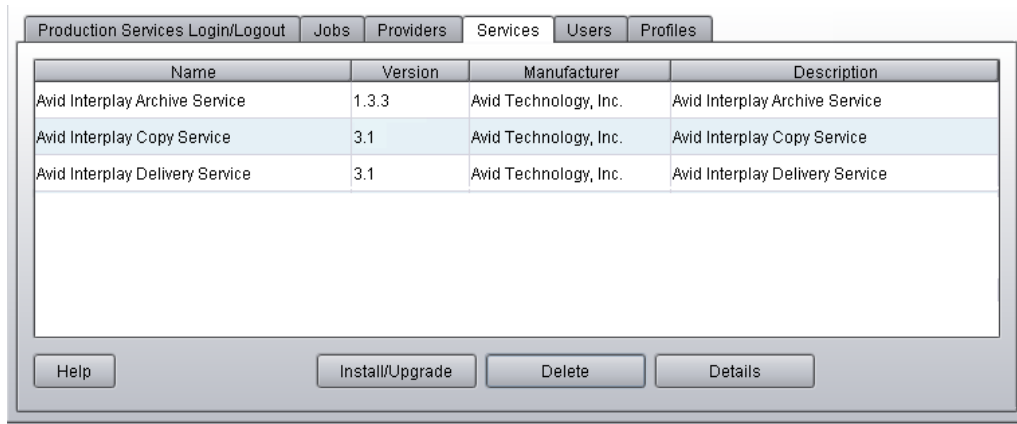 Production Services Login/Logout Jobs Providers Services Users Profiles
Name Version Manufacturer Description
Avid Interplay Archive Service 1.3.3 Avid Technology, Inc. Avid Interplay Archive Service
Avid Interplay Copy Service 3.1 Avid Technology, Inc. Avid Interplay Copy Service
Avid Interplay Delivery Service 3.1 Avid Technology, Inc. Avid Interplay Delivery Service
Help Install/Upgrade Delete Details